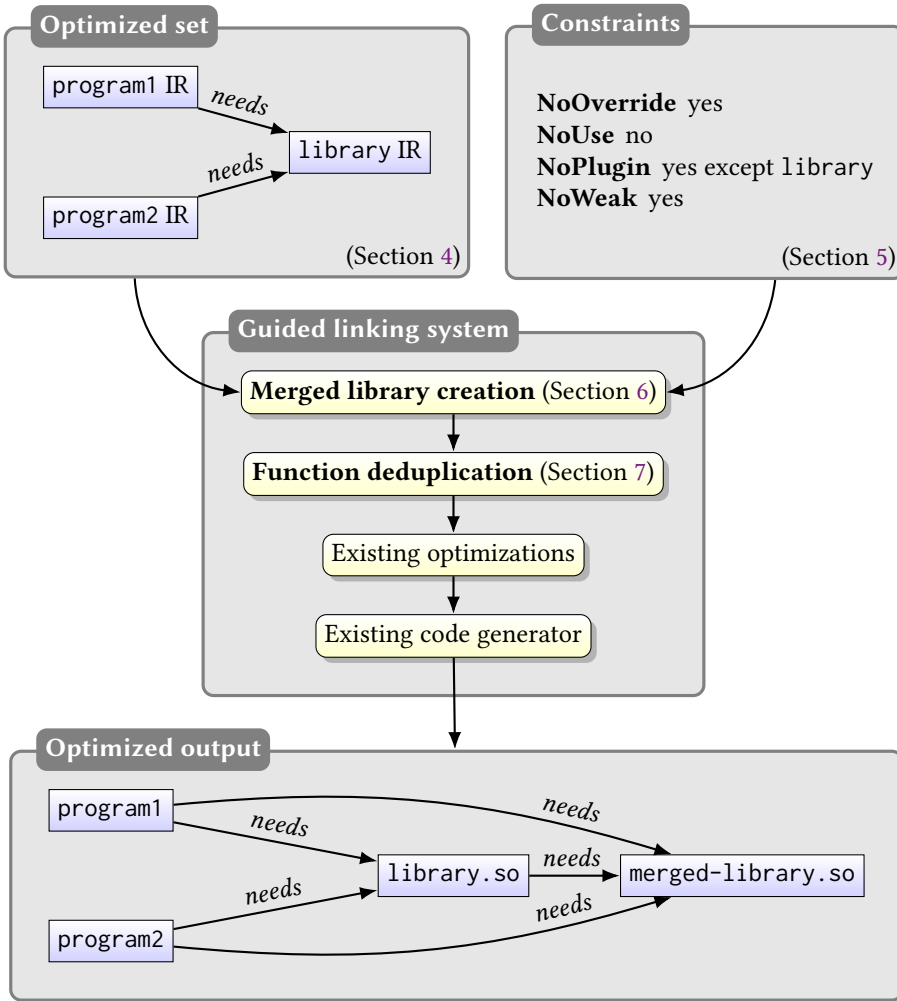 Optimized set
program1 IR
needs
library IR
needs
program2 IR
(Section 4)
Constraints
NoOverride yes
NoUse no
NoPlugin yes except library
NoWeak yes
(Section 5)
Guided linking system
Merged library creation (Section 6)
Function deduplication (Section 7)
Existing optimizations
Existing code generator
Optimized output
program1
needs
needs
library.so
needs
merged-library.so
needs
needs
program2